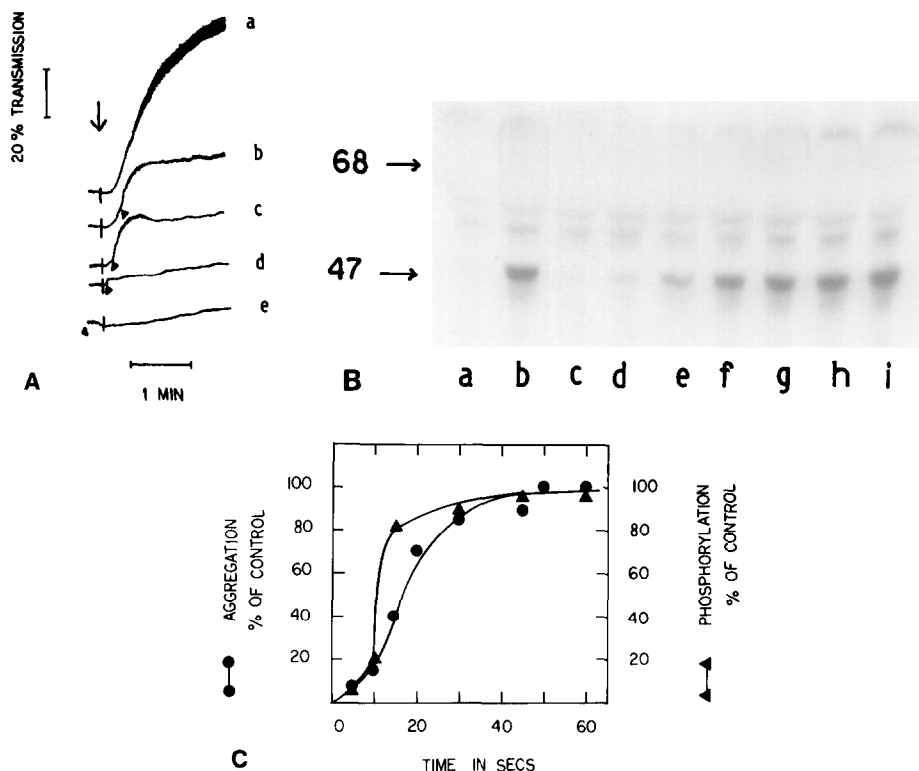 20 % TRANSMISSION
a
b
c
d
e
1 MIN
A
68 →
47 →
a b c d e f g h i
B
AGGREGATION
% OF CONTROL
100
80
60
40
20
100
80
60
40
20
PHOSPHORYLATION
% OF CONTROL
0 20 40 60
TIME IN SECS
C